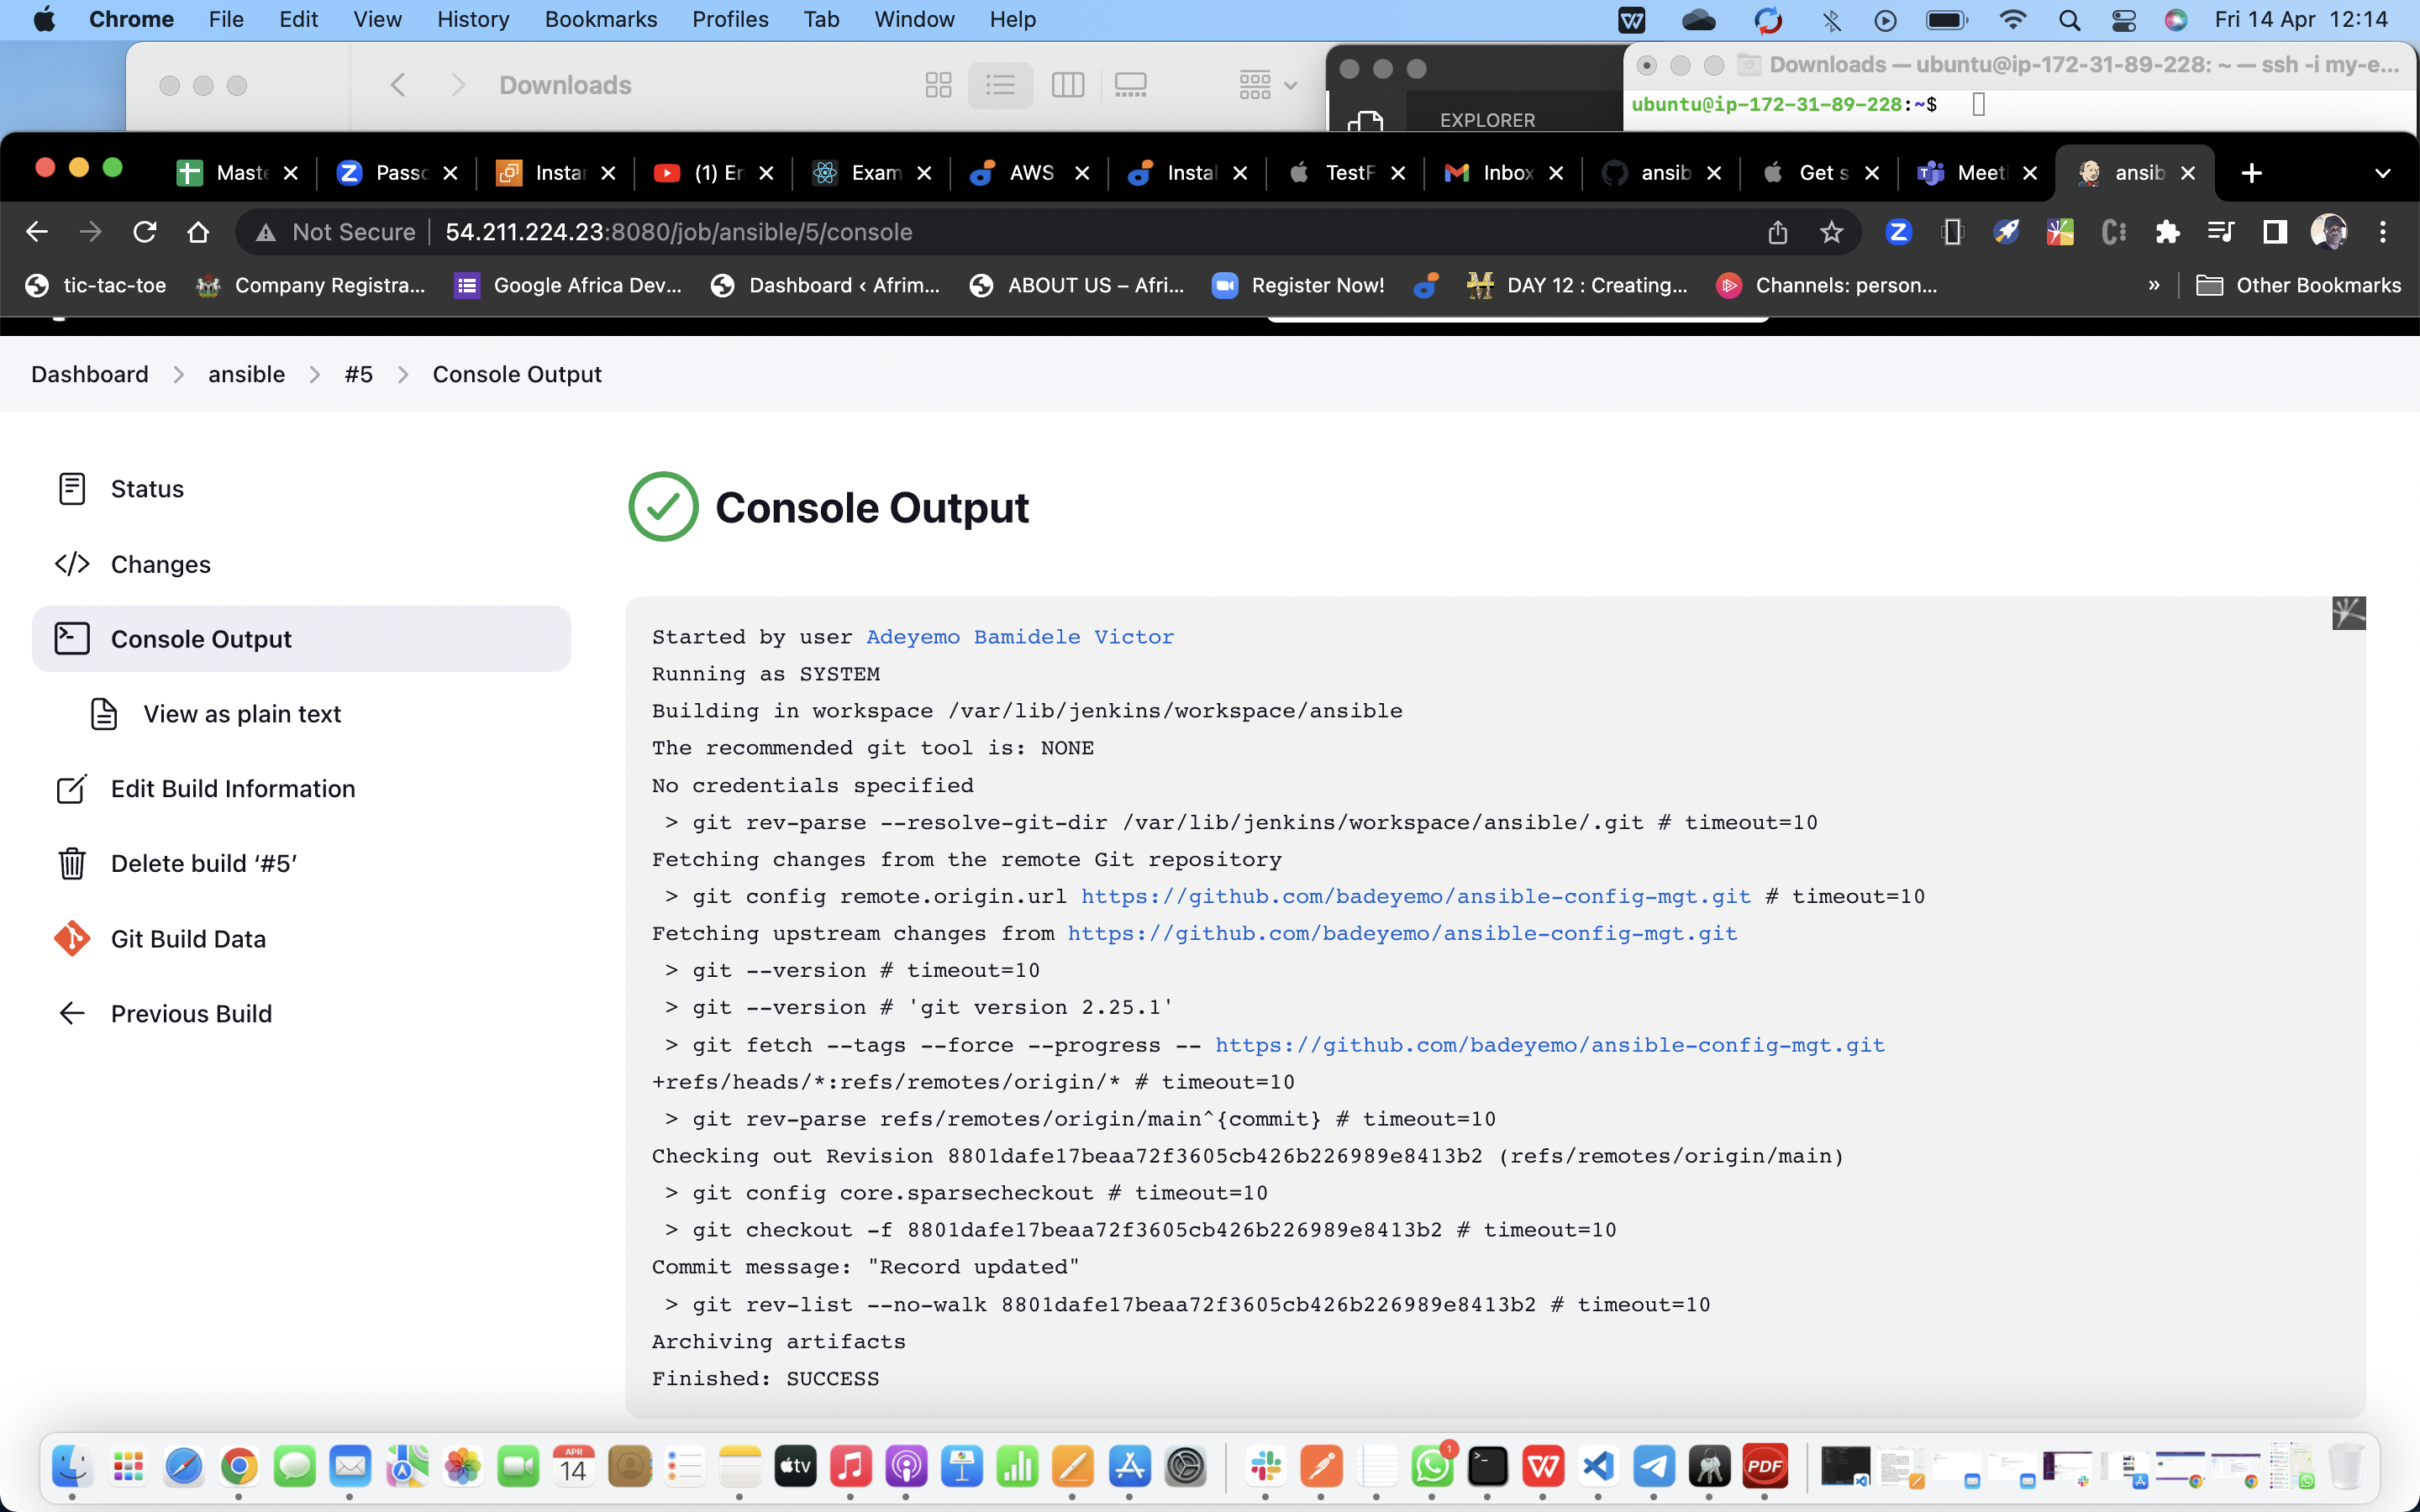 Chrome File Edit View History Bookmarks Profiles Tab Window Help Fri 14 Apr 12:14
Downloads
Downloads — ubuntu@ip-172-31-89-228: ~ — ssh -i my-e...
ubuntu@ip-172-31-89-228:~$
EXPLORER
Maste Passc Instan (1) En Exam AWS Instal TestF Inbox ansib Get s Meeti ansib
Not Secure 54.211.224.23:8080/job/ansible/5/console
tic-tac-toe Company Registra... Google Africa Dev... Dashboard ‹ Afrim... ABOUT US – Afri... Register Now! DAY 12 : Creating... Channels: person... » Other Bookmarks
Dashboard ansible #5 Console Output
Status
Changes
Console Output
View as plain text
Edit Build Information
Delete build ‘#5’
Git Build Data
Previous Build
Console Output
Started by user Adeyemo Bamidele Victor
Running as SYSTEM
Building in workspace /var/lib/jenkins/workspace/ansible
The recommended git tool is: NONE
No credentials specified
> git rev-parse --resolve-git-dir /var/lib/jenkins/workspace/ansible/.git # timeout=10
Fetching changes from the remote Git repository
> git config remote.origin.url https://github.com/badeyemo/ansible-config-mgt.git # timeout=10
Fetching upstream changes from https://github.com/badeyemo/ansible-config-mgt.git
> git --version # timeout=10
> git --version # 'git version 2.25.1'
> git fetch --tags --force --progress -- https://github.com/badeyemo/ansible-config-mgt.git
+refs/heads/*:refs/remotes/origin/* # timeout=10
> git rev-parse refs/remotes/origin/main^{commit} # timeout=10
Checking out Revision 8801dafe17beaa72f3605cb426b226989e8413b2 (refs/remotes/origin/main)
> git config core.sparsecheckout # timeout=10
> git checkout -f 8801dafe17beaa72f3605cb426b226989e8413b2 # timeout=10
Commit message: "Record updated"
> git rev-list --no-walk 8801dafe17beaa72f3605cb426b226989e8413b2 # timeout=10
Archiving artifacts
Finished: SUCCESS
APR
14
tv
1
PDF